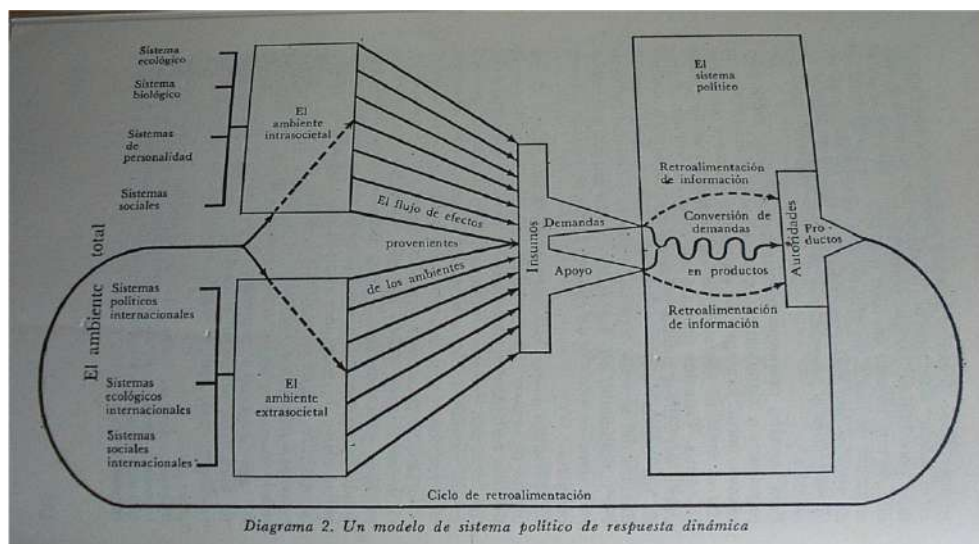 Sistema
ecológico
Sistema
biológico
Sistemas
de
personalidad
Sistemas
sociales
El
ambiente
intrasocietal
El ambiente total
Sistemas
políticos
internacionales
Sistemas
ecológicos
internacionales
Sistemas
sociales
internacionales
El
ambiente
extrasocietal
El flujo de efectos
provenientes
de los ambientes
Insumos
Demandas
Apoyo
El
sistema
político
Retroalimentación
de información
Conversión de
demandas
en productos
Retroalimentación
de información
Autoridades
Pro-
ductos
Ciclo de retroalimentación
Diagrama 2. Un modelo de sistema político de respuesta dinámica